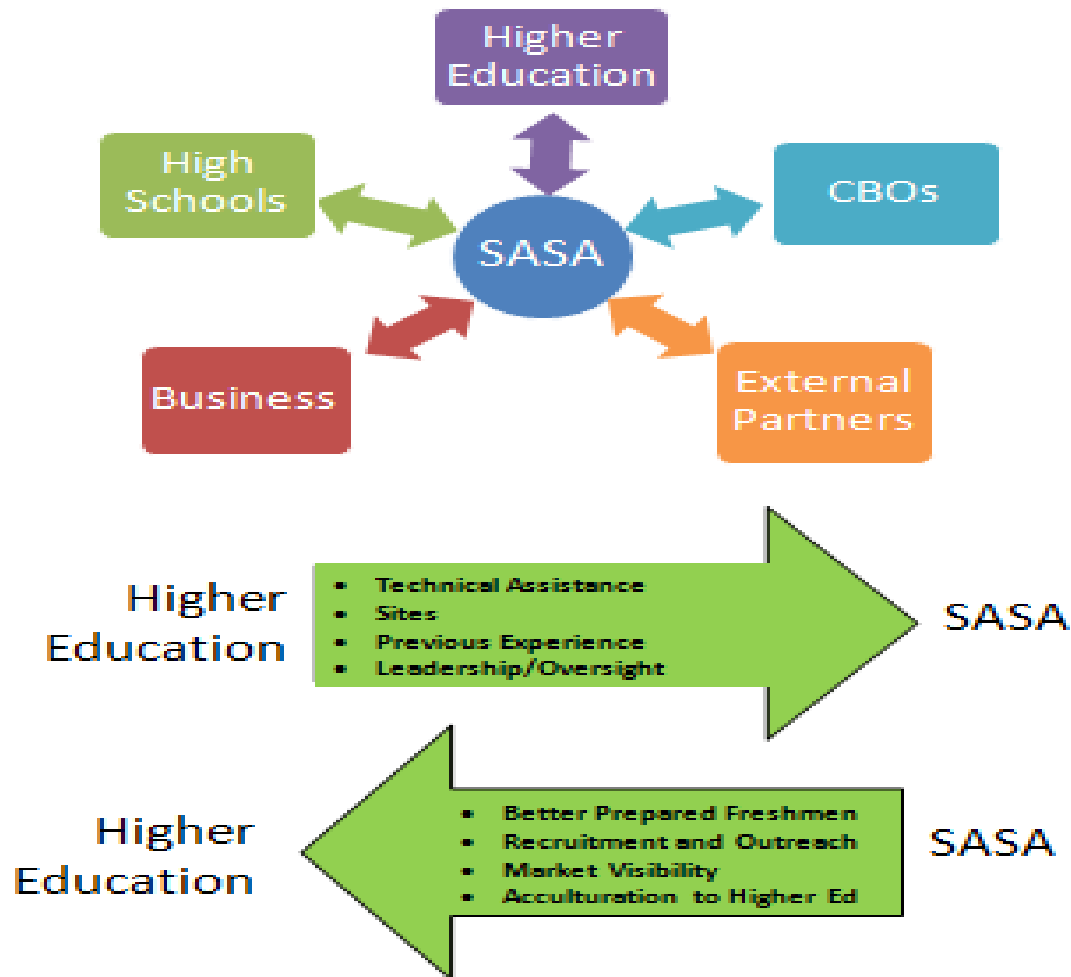 Higher
Education
High
Schools
CBOs
SASA
Business
External
Partners
Higher
Education
• Technical Assistance
• Sites
• Previous Experience
• Leadership/Oversight
SASA
Higher
Education
• Better Prepared Freshmen
• Recruitment and Outreach
• Market Visibility
• Acculturation to Higher Ed
SASA